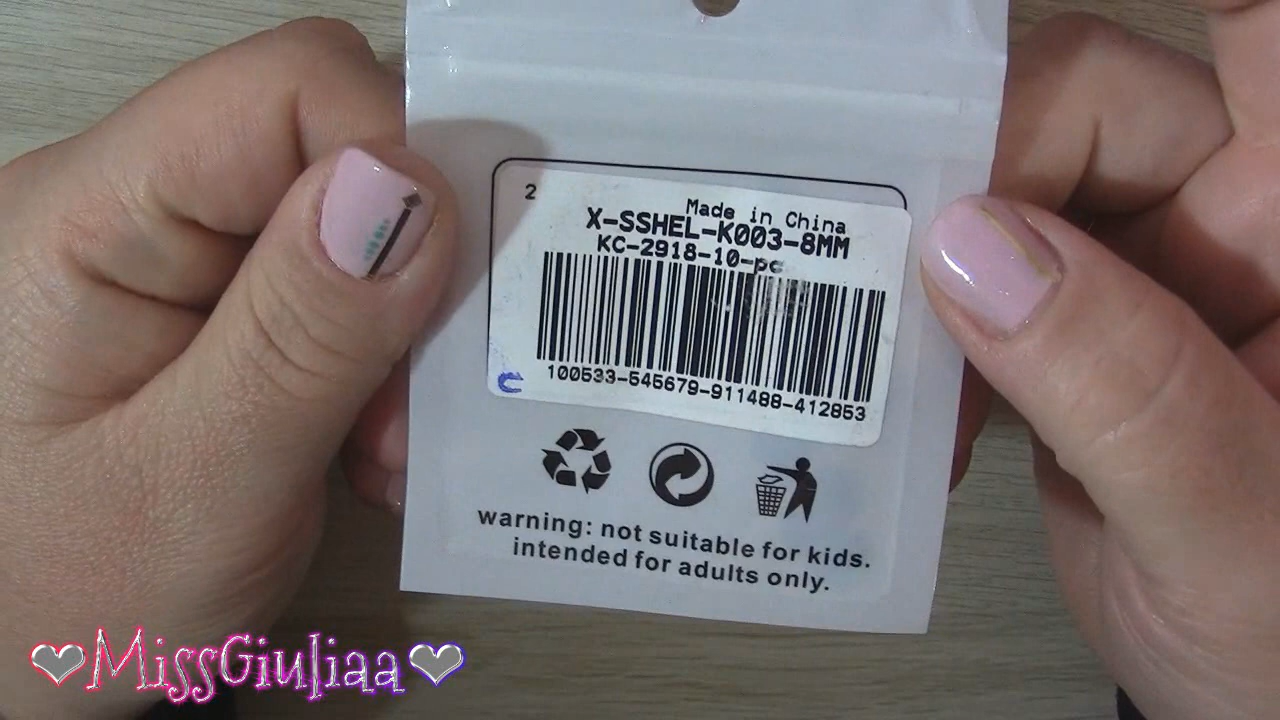 2
Made in China
X-SSHEL-K003-8MM
KC-2918-10-pc
100533-545679-911488-412853
C
warning: not suitable for kids.
intended for adults only.
❤MissGiuliaa❤